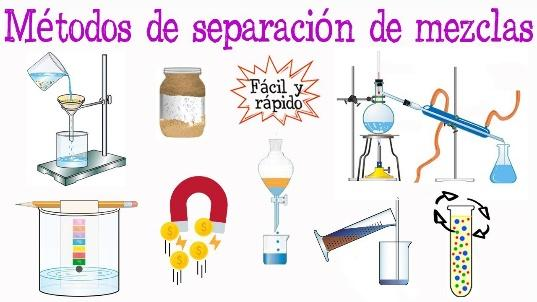 Métodos de separación de mezclas
Fácil y
rápido
$
$
$
$